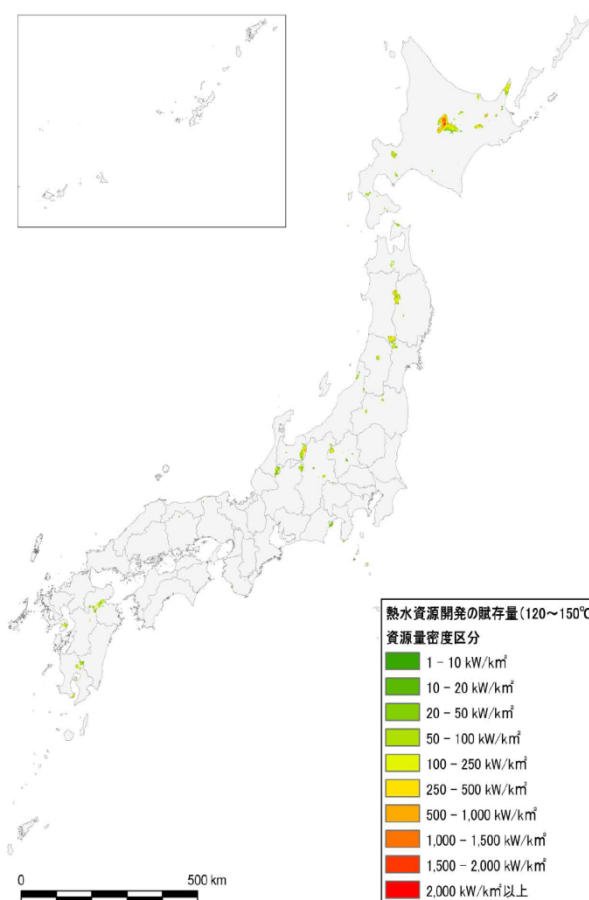 熱水資源開発の賦存量(120~150℃
資源量密度区分
1 - 10 kW/k㎡
10 - 20 kW/k㎡
20 - 50 kW/k㎡
50 - 100 kW/k㎡
100 - 250 kW/k㎡
250 - 500 kW/k㎡
500 - 1,000 kW/k㎡
1,000 - 1,500 kW/k㎡
1,500 - 2,000 kW/k㎡
2,000 kW/k㎡以上
0 500 km